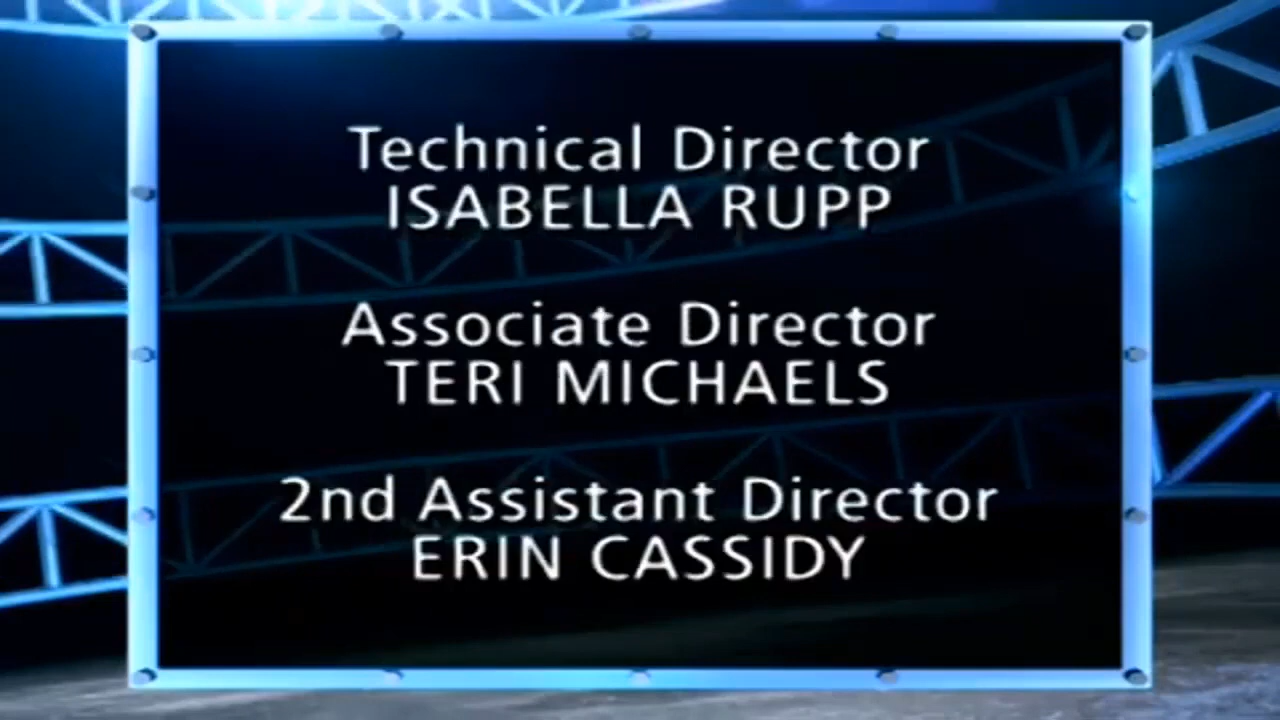 Technical Director
ISABELLA RUPP
Associate Director
TERI MICHAELS
2nd Assistant Director
ERIN CASSIDY